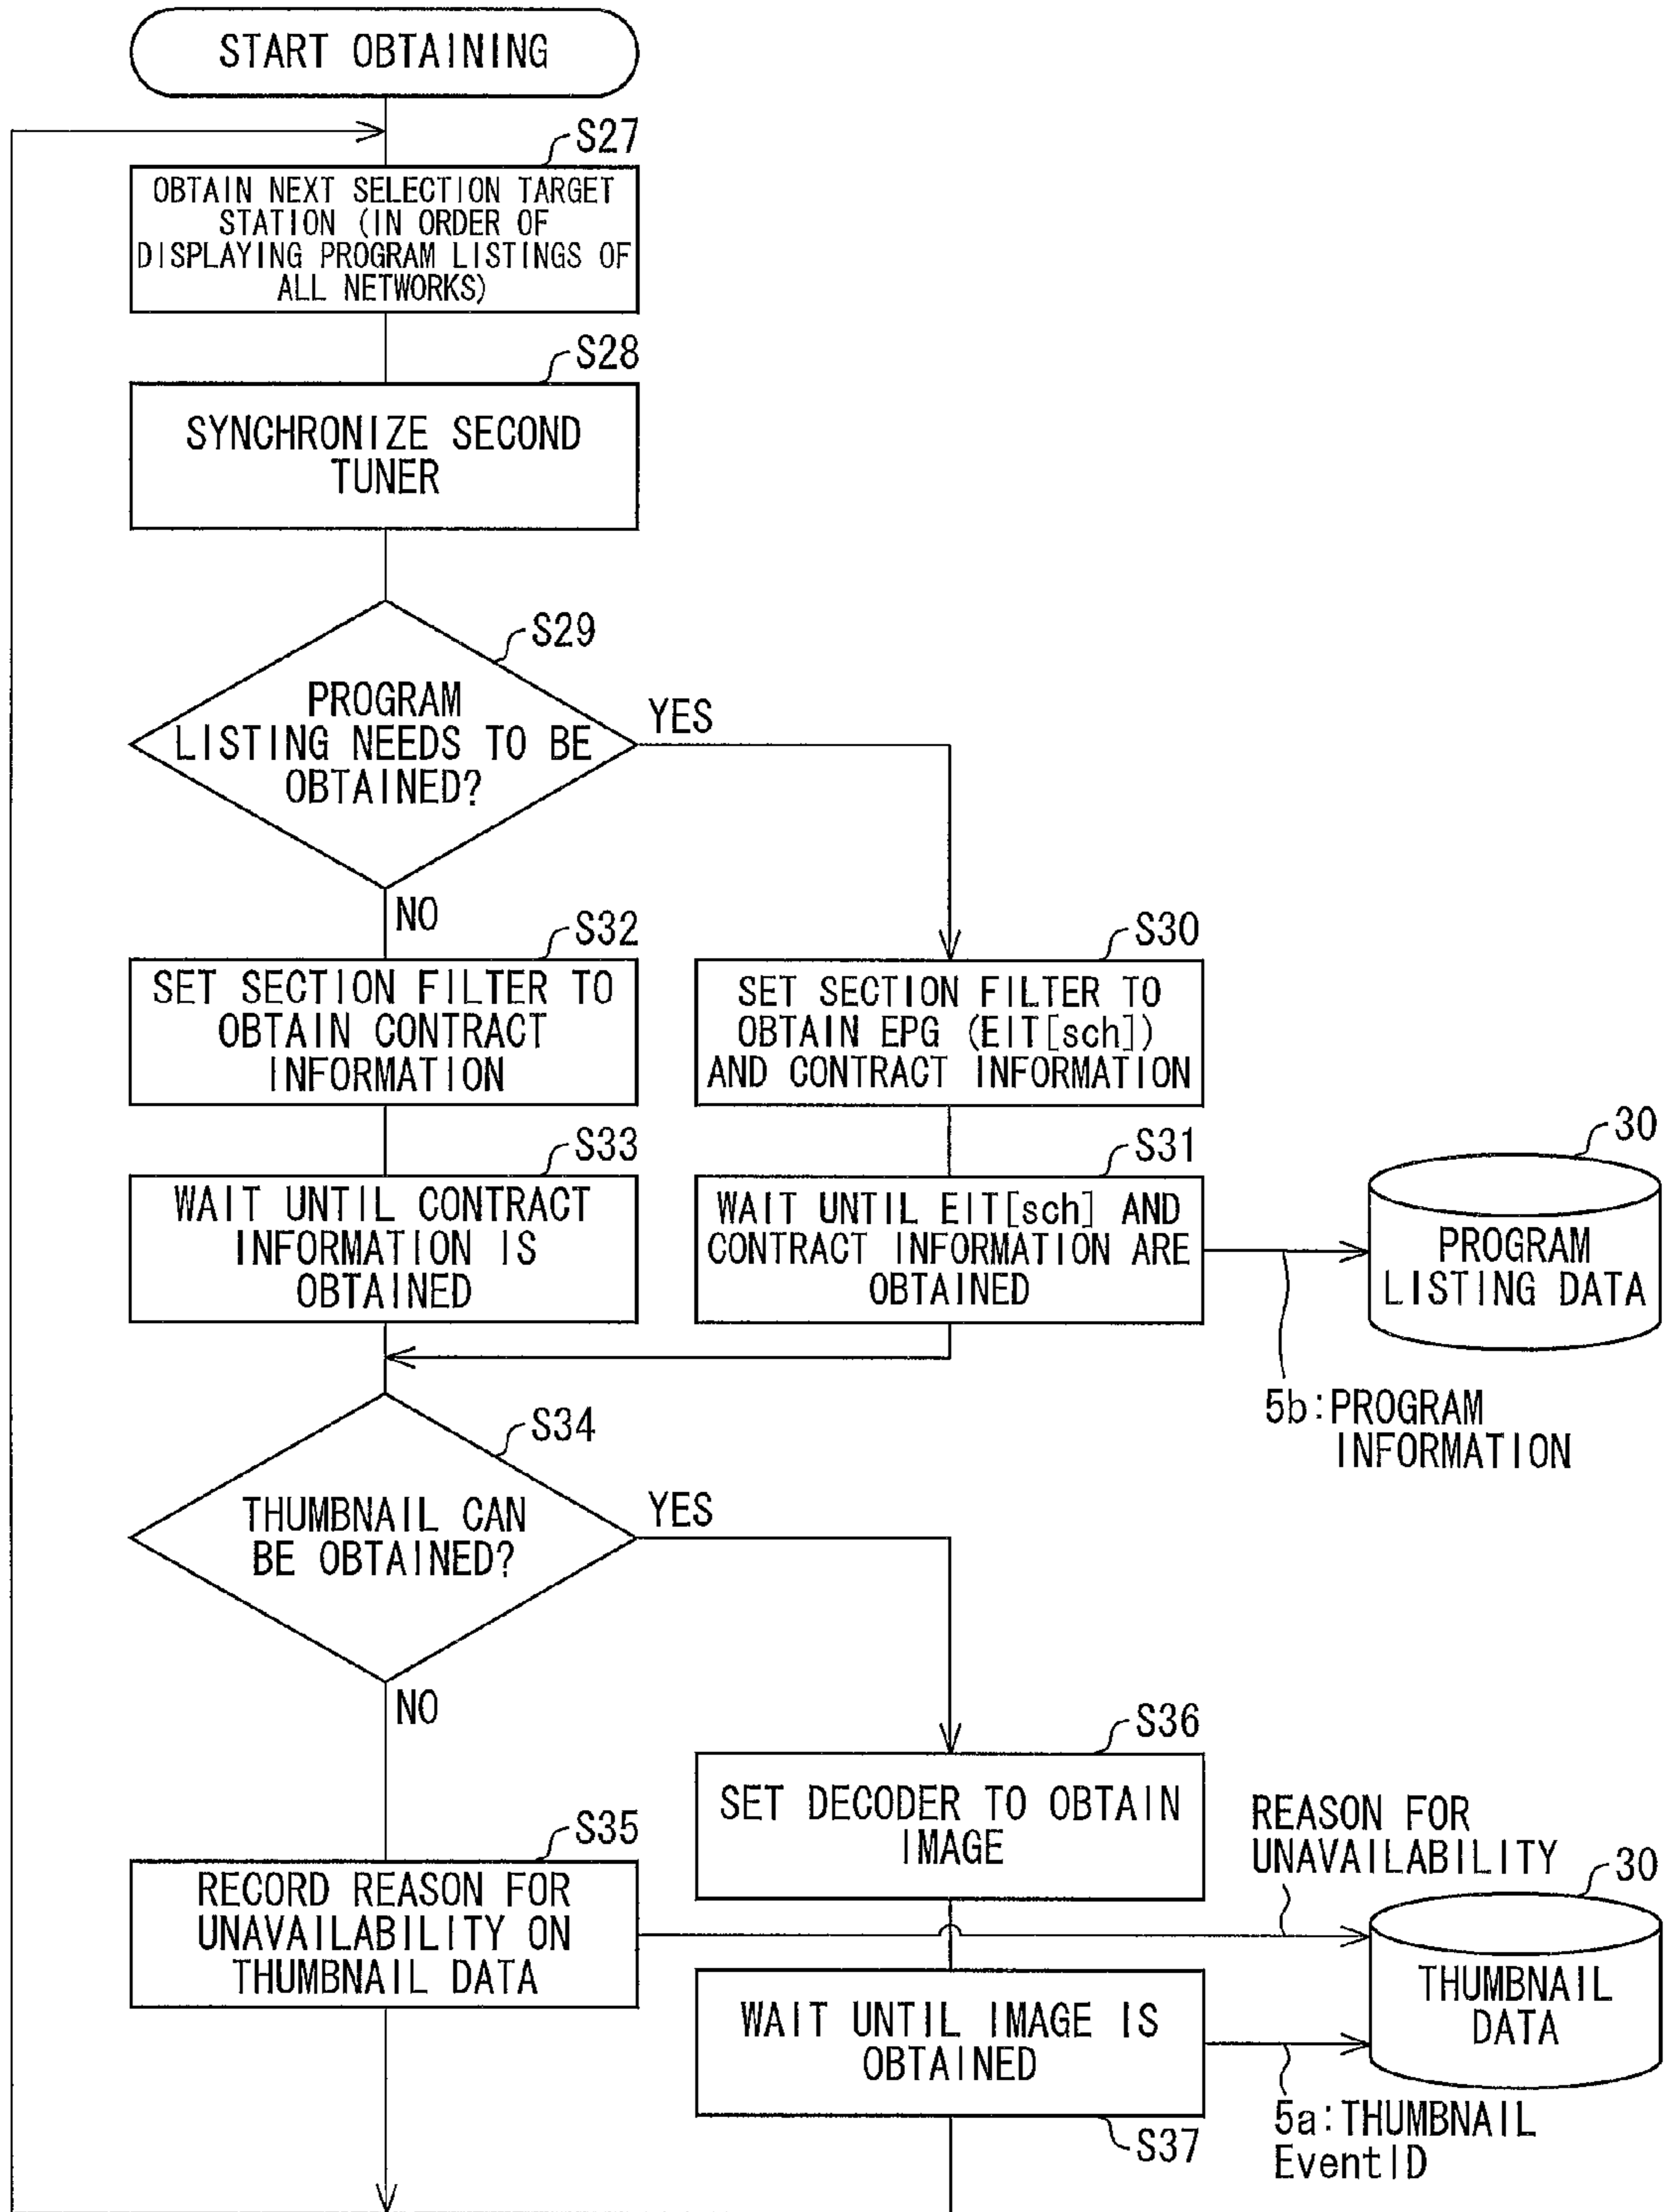 START OBTAINING
S27
OBTAIN NEXT SELECTION TARGET
STATION (IN ORDER OF
DISPLAYING PROGRAM LISTINGS OF
ALL NETWORKS)
S28
SYNCHRONIZE SECOND
TUNER
S29
PROGRAM
LISTING NEEDS TO BE
OBTAINED?
YES
NO
S32
SET SECTION FILTER TO
OBTAIN CONTRACT
INFORMATION
S30
SET SECTION FILTER TO
OBTAIN EPG (EIT[sch])
AND CONTRACT INFORMATION
S33
WAIT UNTIL CONTRACT
INFORMATION IS
OBTAINED
S31
WAIT UNTIL EIT[sch] AND
CONTRACT INFORMATION ARE
OBTAINED
30
PROGRAM
LISTING DATA
5b:PROGRAM
INFORMATION
S34
THUMBNAIL CAN
BE OBTAINED?
YES
NO
S36
SET DECODER TO OBTAIN
IMAGE
S35
RECORD REASON FOR
UNAVAILABILITY ON
THUMBNAIL DATA
REASON FOR
UNAVAILABILITY
30
THUMBNAIL
DATA
WAIT UNTIL IMAGE IS
OBTAINED
S37
5a:THUMBNAIL
EventID